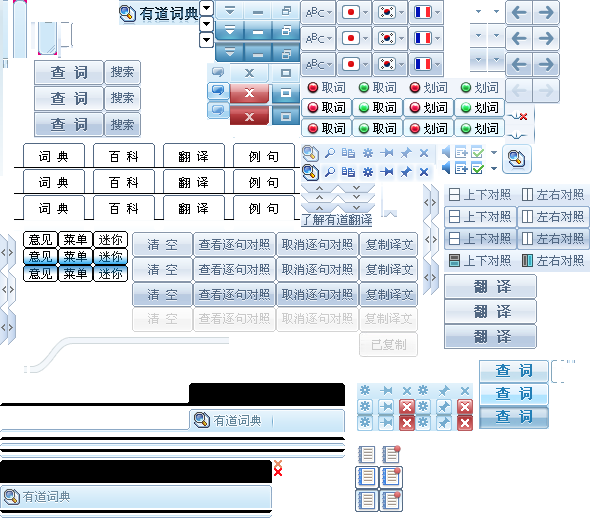 有道词典
ABC
ABC
ABC
查 词 搜索
查 词 搜索
查 词 搜索
取词 取词 划词 划词
取词 取词 划词 划词
取词 取词 划词 划词
词 典 百 科 翻 译 例 句
词 典 百 科 翻 译 例 句
词 典 百 科 翻 译 例 句
了解有道翻译
上下对照 左右对照
上下对照 左右对照
上下对照 左右对照
上下对照 左右对照
意见 菜单 迷你
意见 菜单 迷你
意见 菜单 迷你
清 空 查看逐句对照 取消逐句对照 复制译文
清 空 查看逐句对照 取消逐句对照 复制译文
清 空 查看逐句对照 取消逐句对照 复制译文
清 空 查看逐句对照 取消逐句对照 复制译文
已复制
翻 译
翻 译
翻 译
查 词
查 词
查 词
有道词典
有道词典